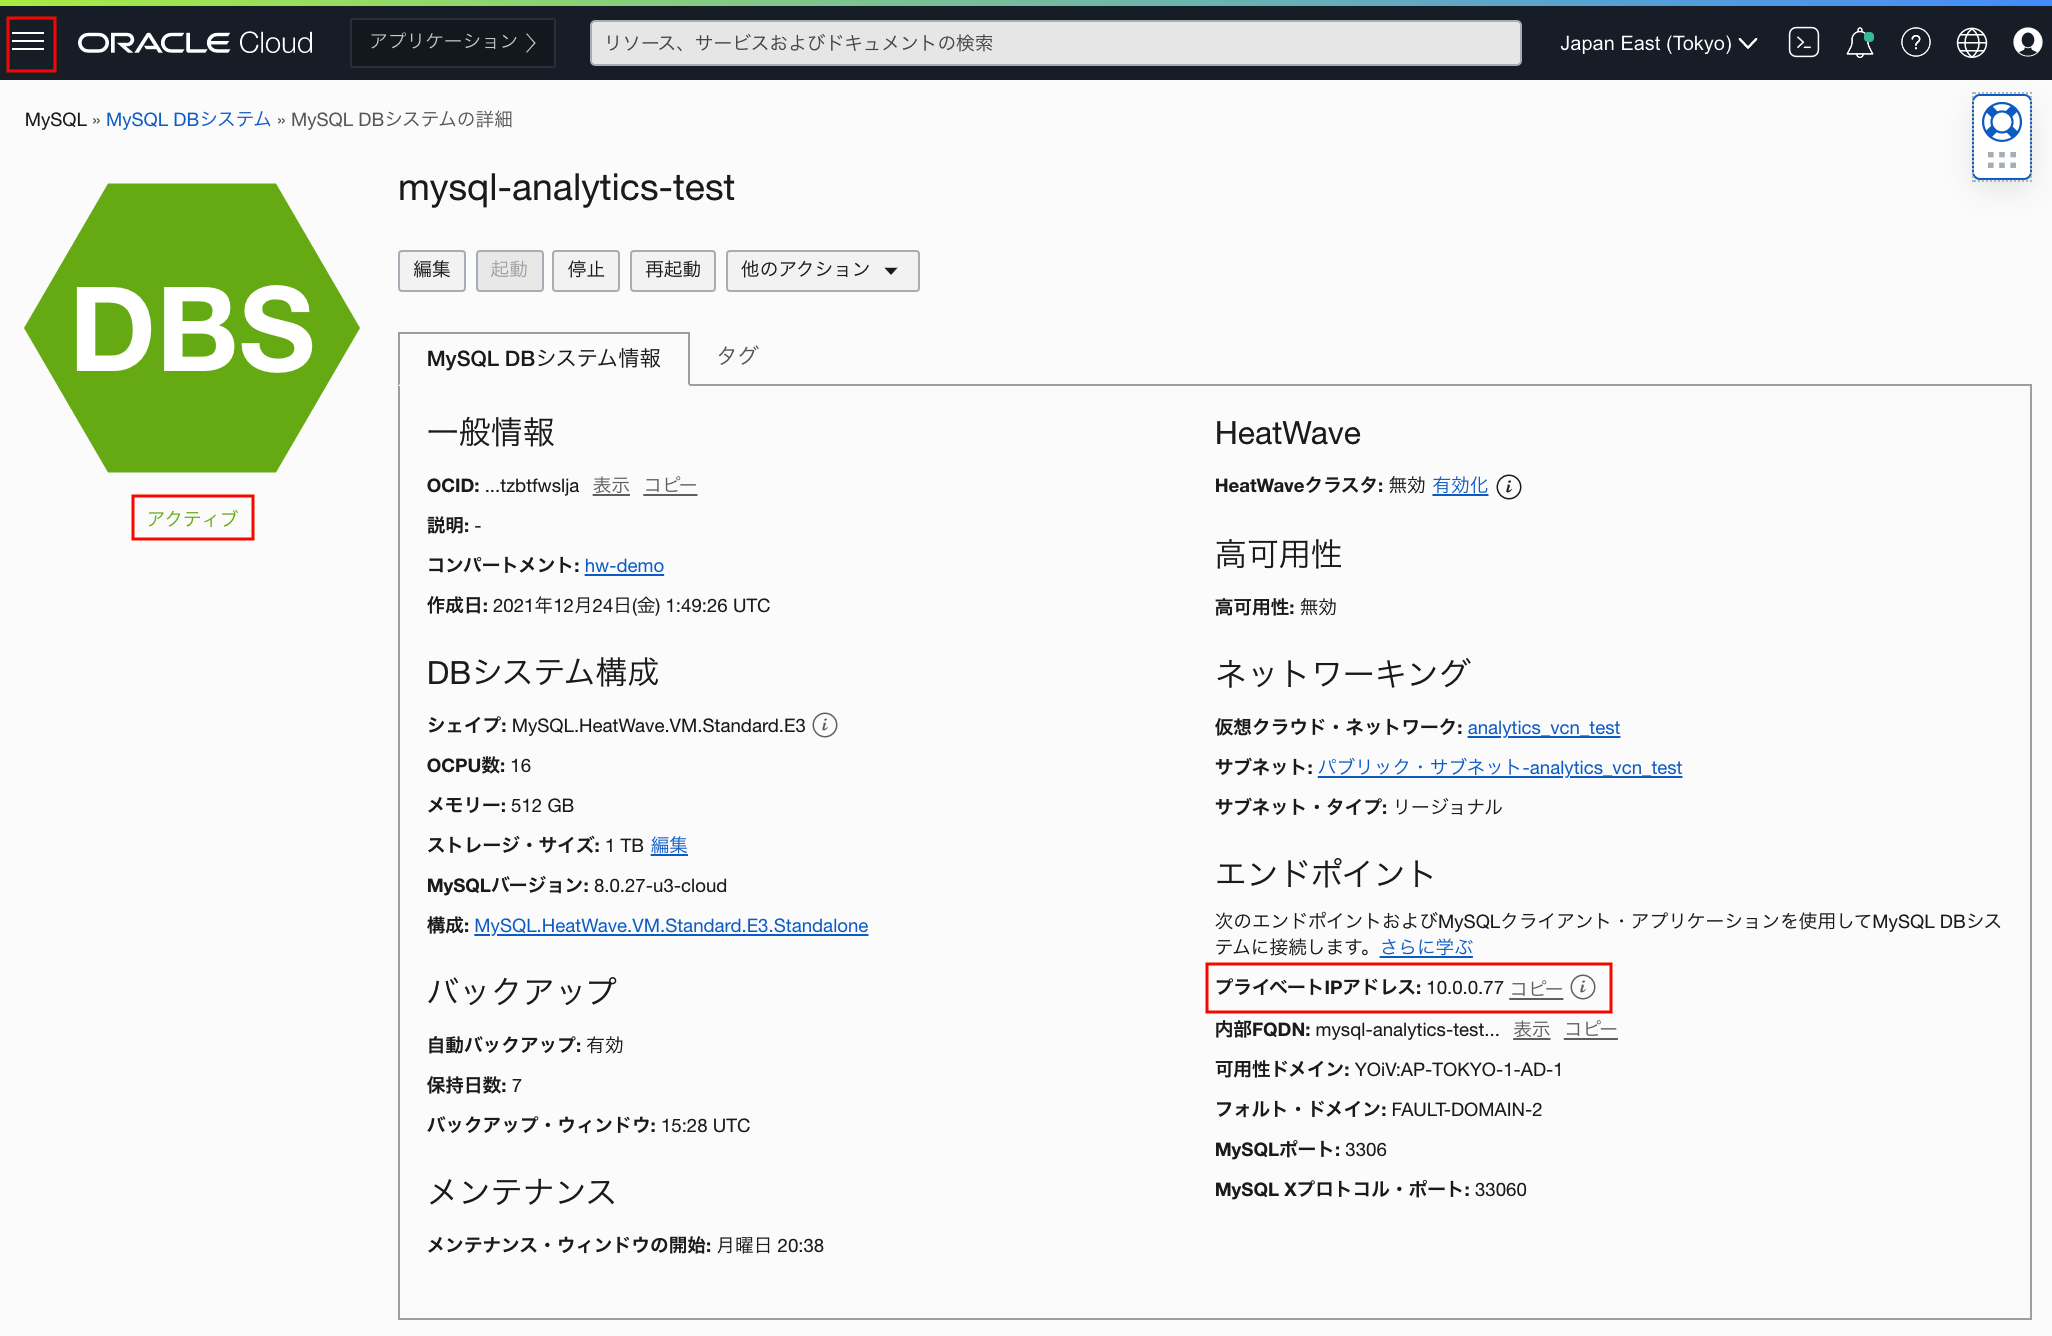 ORACLE Cloud
アプリケーション
リソース、サービスおよびドキュメントの検索
Japan East (Tokyo)
MySQL » MySQL DBシステム » MySQL DBシステムの詳細
DBS
アクティブ
mysql-analytics-test
編集 起動 停止 再起動 他のアクション
MySQL DBシステム情報 タグ
一般情報
OCID: ...tzbtfwslja 表示 コピー
説明: -
コンパートメント: hw-demo
作成日: 2021年12月24日(金) 1:49:26 UTC
DBシステム構成
シェイプ: MySQL.HeatWave.VM.Standard.E3
OCPU数: 16
メモリー: 512 GB
ストレージ・サイズ: 1 TB 編集
MySQLバージョン: 8.0.27-u3-cloud
構成: MySQL.HeatWave.VM.Standard.E3.Standalone
バックアップ
自動バックアップ: 有効
保持日数: 7
バックアップ・ウィンドウ: 15:28 UTC
メンテナンス
メンテナンス・ウィンドウの開始: 月曜日 20:38
HeatWave
HeatWaveクラスタ: 無効 有効化
高可用性
高可用性: 無効
ネットワーキング
仮想クラウド・ネットワーク: analytics_vcn_test
サブネット: パブリック・サブネット-analytics_vcn_test
サブネット・タイプ: リージョナル
エンドポイント
次のエンドポイントおよびMySQLクライアント・アプリケーションを使用してMySQL DBシス
テムに接続します。さらに学ぶ
プライベートIPアドレス: 10.0.0.77 コピー
内部FQDN: mysql-analytics-test... 表示 コピー
可用性ドメイン: YOiV:AP-TOKYO-1-AD-1
フォルト・ドメイン: FAULT-DOMAIN-2
MySQLポート: 3306
MySQL Xプロトコル・ポート: 33060